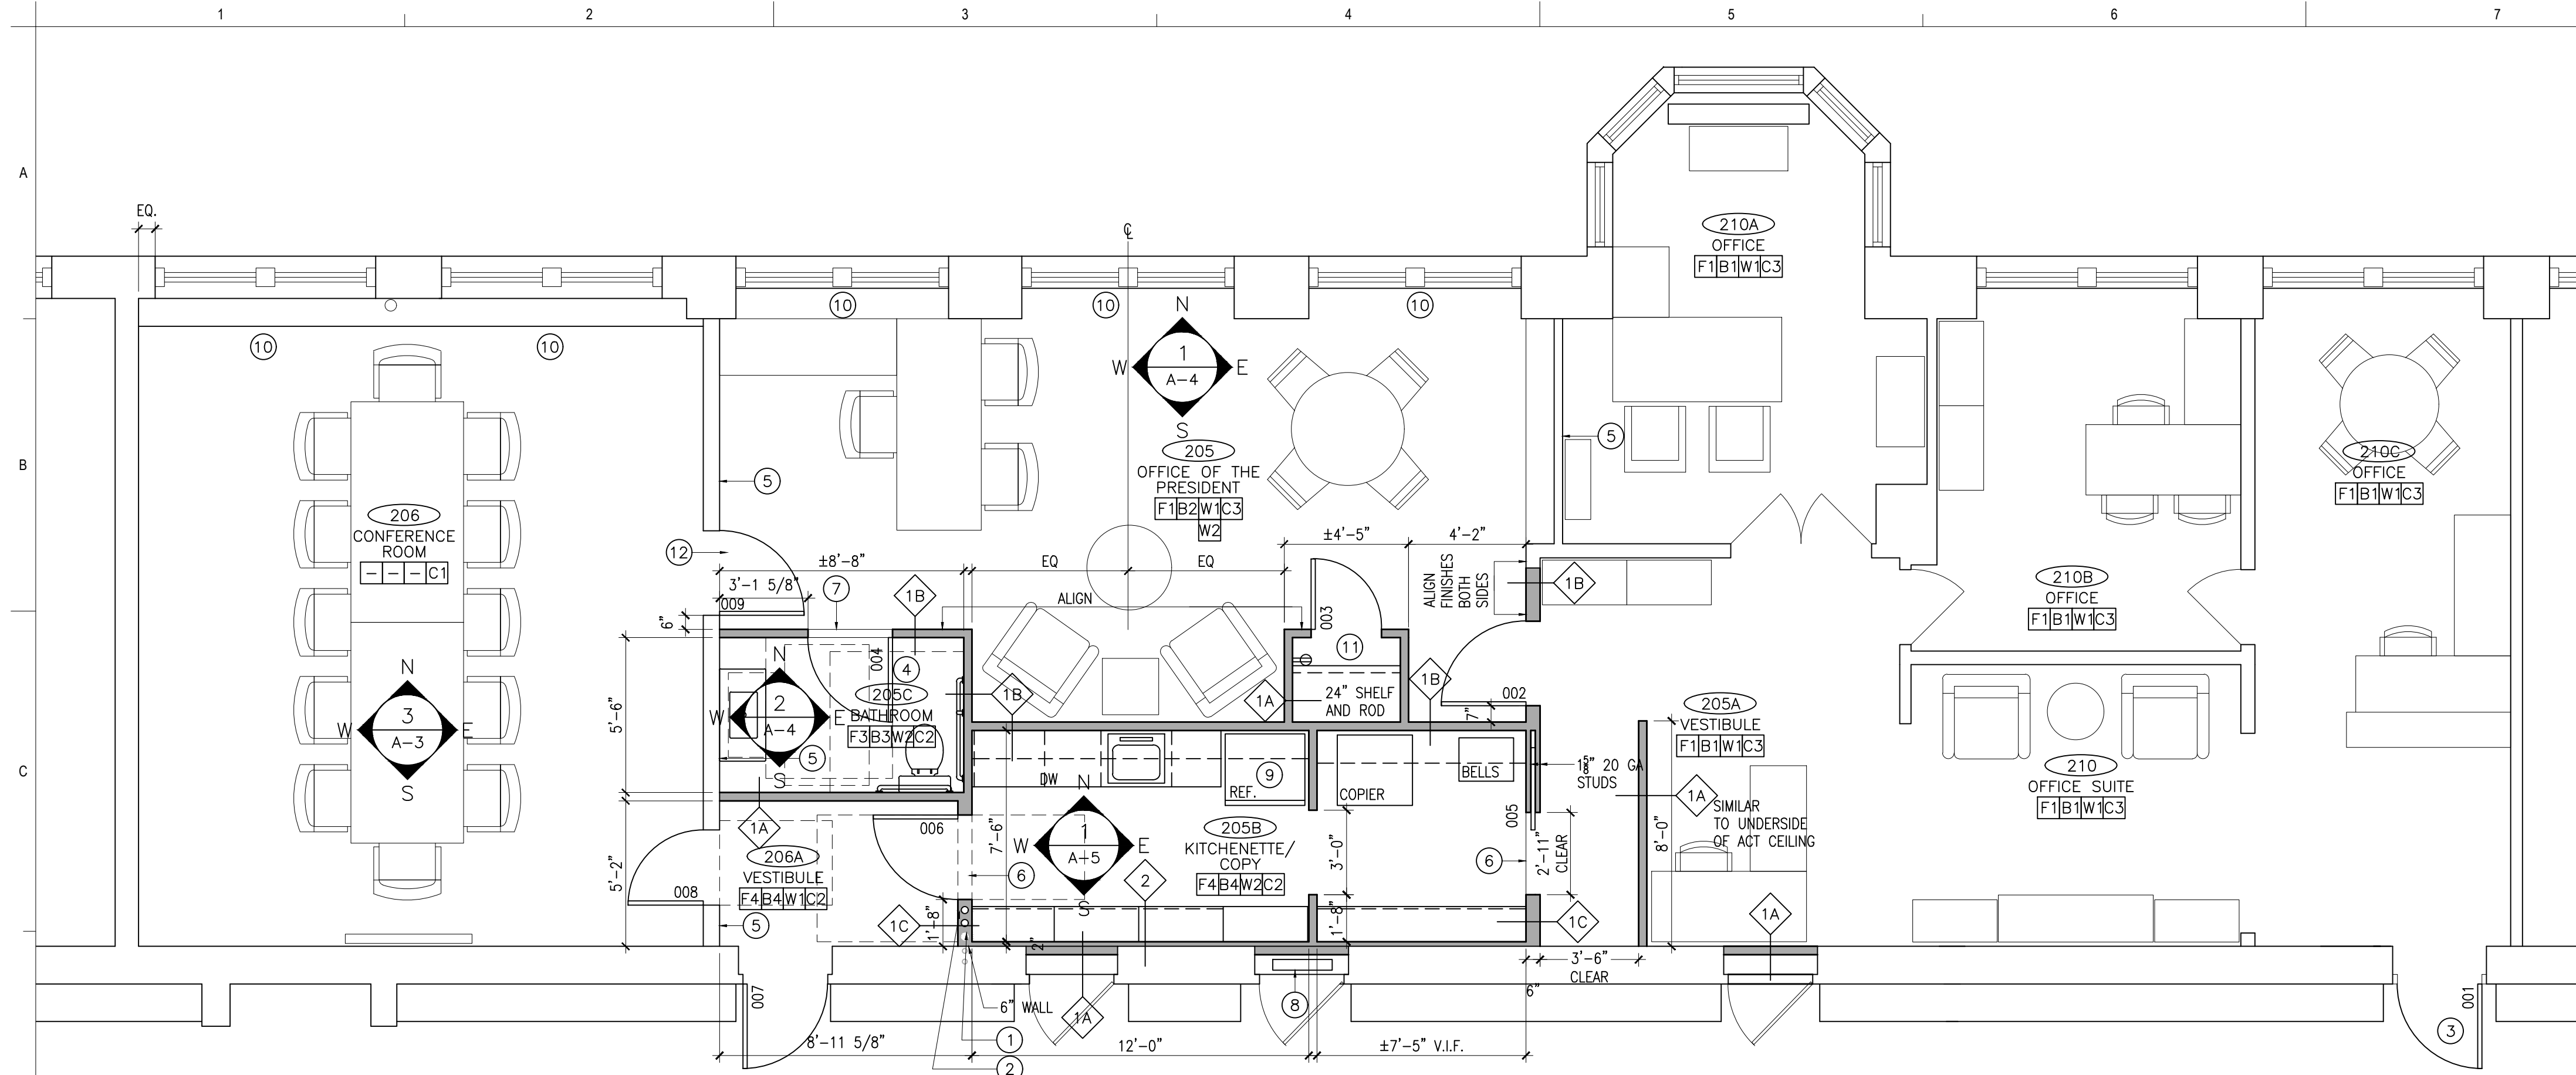 1 2 3 4 5 6 7
A
B
C
EQ.
℄
10
10
10
10
10
210A
OFFICE
F1 B1 W1 C3
N
W 1 E
A-4
S
205
OFFICE OF THE
PRESIDENT
F1 B2 W1 C3
W2
5
5
206
CONFERENCE
ROOM
- - - C1
210C
OFFICE
F1 B1 W1 C3
12
±8'-8"
EQ
EQ
±4'-5"
4'-2"
ALIGN
FINISHES
BOTH
SIDES
1B
3'-1 5/8"
7
1B
ALIGN
009
6"
003
210B
OFFICE
F1 B1 W1 C3
004
4
11
N
W 2 E
A-4
S
205C
BATHROOM
F3 B3 W2 C2
1B
1A
24" SHELF
AND ROD
1B
002
7"
205A
VESTIBULE
F1 B1 W1 C3
5'-6"
N
W 3 E
A-3
S
5
DW
9
REF.
COPIER
BELLS
1 5/8" 20 GA
STUDS
1A
SIMILAR
TO UNDERSIDE
OF ACT CEILING
210
OFFICE SUITE
F1 B1 W1 C3
1A
006
7'-6"
N
W 1 E
A-5
S
205B
KITCHENETTE/
COPY
F4 B4 W2 C2
3'-0"
005
2'-11"
CLEAR
8'-0"
206A
VESTIBULE
F4 B4 W1 C2
5'-2"
008
6
6
2
5
1C
1'-8"
2"
1'-8"
1C
1A
3'-6"
CLEAR
007
6" WALL
1A
8
6"
001
3
1
2
8'-11 5/8"
12'-0"
±7'-5" V.I.F.